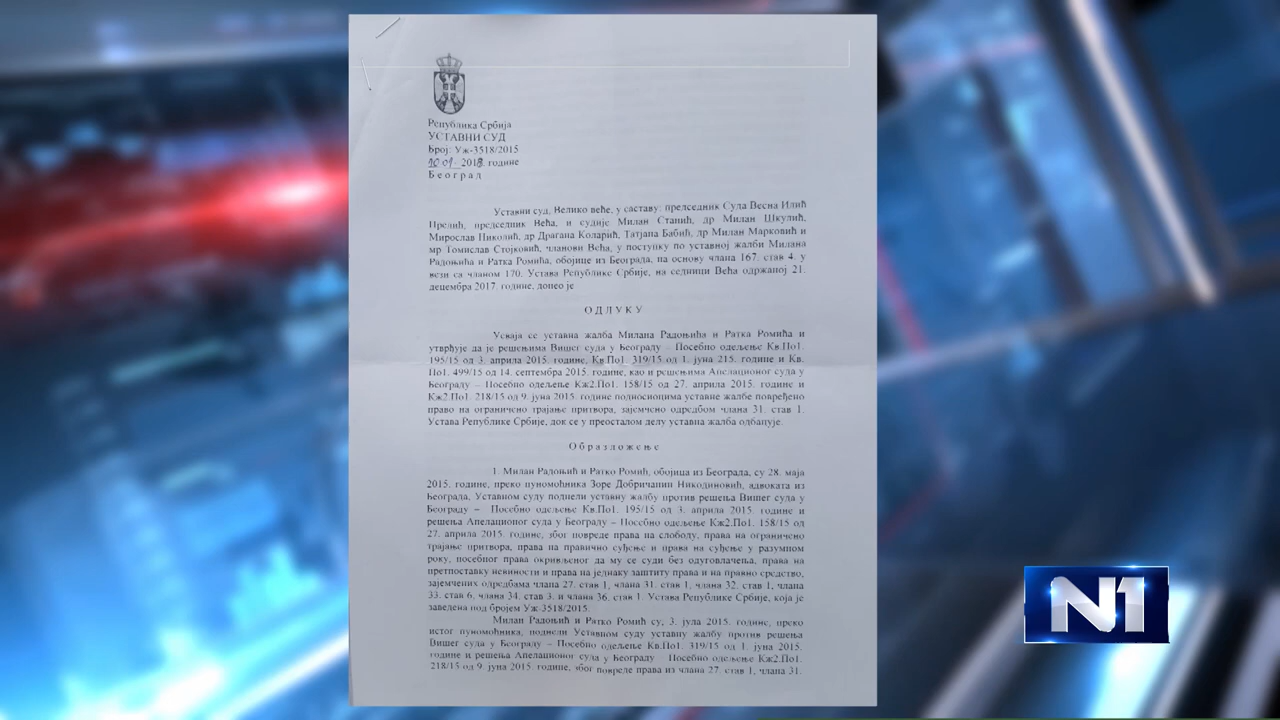 Република Србија
УСТАВНИ СУД
Број: Уж-3518/2015
10 01 2018. године
Београд
Уставни суд, Велико веће, у саставу: председник Суда Весна Илић
Прелић, председник Већа, и судије Милан Станић, др Милан Шкулић,
Мирослав Николић, др Драгана Коларић, Татјана Бабић, др Милан Марковић и
мр Томислав Стојковић, чланови Већа, у поступку по уставној жалби Милана
Радоњића и Ратка Ромића, обојице из Београда, на основу члана 167. став 4. у
вези са чланом 170. Устава Републике Србије, на седници Већа одржаној 21.
децембра 2017. године, донео је
ОДЛУКУ
Усваја се уставна жалба Милана Радоњића и Ратка Ромића и
утврђује да је решењима Вишег суда у Београду – Посебно одељење Кв.По1.
195/15 од 3. априла 2015. године, Кв.По1. 319/15 од 1. јуна 215. године и Кв.
По1. 499/15 од 14. септембра 2015. године, као и решењима Апелационог суда у
Београду – Посебно одељење Кж2.По1. 158/15 од 27. априла 2015. године и
Кж2.По1. 218/15 од 9. јуна 2015. године подносиоцима уставне жалбе повређено
право на ограничено трајање притвора, зајемчено одредбом члана 31. став 1.
Устава Републике Србије, док се у преосталом делу уставна жалба одбацује.
Образложење
1. Милан Радоњић и Ратко Ромић, обојица из Београда, су 28. маја
2015. године, преко пуномоћника Зоре Добричанин Никодиновић, адвоката из
Београда, Уставном суду поднели уставну жалбу против решења Вишег суда у
Београду – Посебно одељење Кв.По1. 195/15 од 3. априла 2015. године и
решења Апелационог суда у Београду – Посебно одељење Кж2.По1. 158/15 од
27. априла 2015. године, због повреде права на слободу, права на ограничено
трајање притвора, права на правично суђење и права на суђење у разумном
року, посебног права окривљеног да му се суди без одуговлачења, права на
претпоставку невиности и права на једнаку заштиту права и на правно средство,
зајемчених одредбама члана 27. став 1, члана 31. став 1, члана 32. став 1, члана
33. став 6, члана 34. став 3. и члана 36. став 1. Устава Републике Србије, која је
заведена под бројем Уж-3518/2015.
Милан Радоњић и Ратко Ромић су, 3. јула 2015. године, преко
истог пуномоћника, поднели Уставном суду уставну жалбу против решења
Вишег суда у Београду – Посебно одељење Кв.По1. 319/15 од 1. јуна 2015.
године и решења Апелационог суда у Београду Посебно одељење Кж2.По1.
218/15 од 9. јуна 2015. године, због повреде права из члана 27. став 1, члана 31.
N1